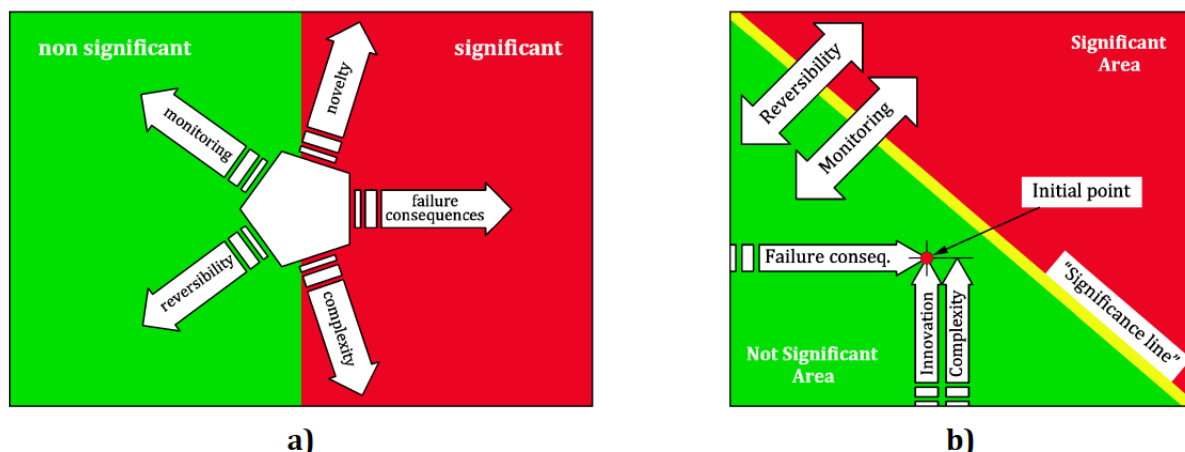 non significant
significant
novelty
monitoring
failure
consequences
reversibility
complexity
a)
Significant
Area
Reversibility
Monitoring
Initial point
Failure conseq.
Innovation
Complexity
"Significance line"
Not Significant
Area
b)